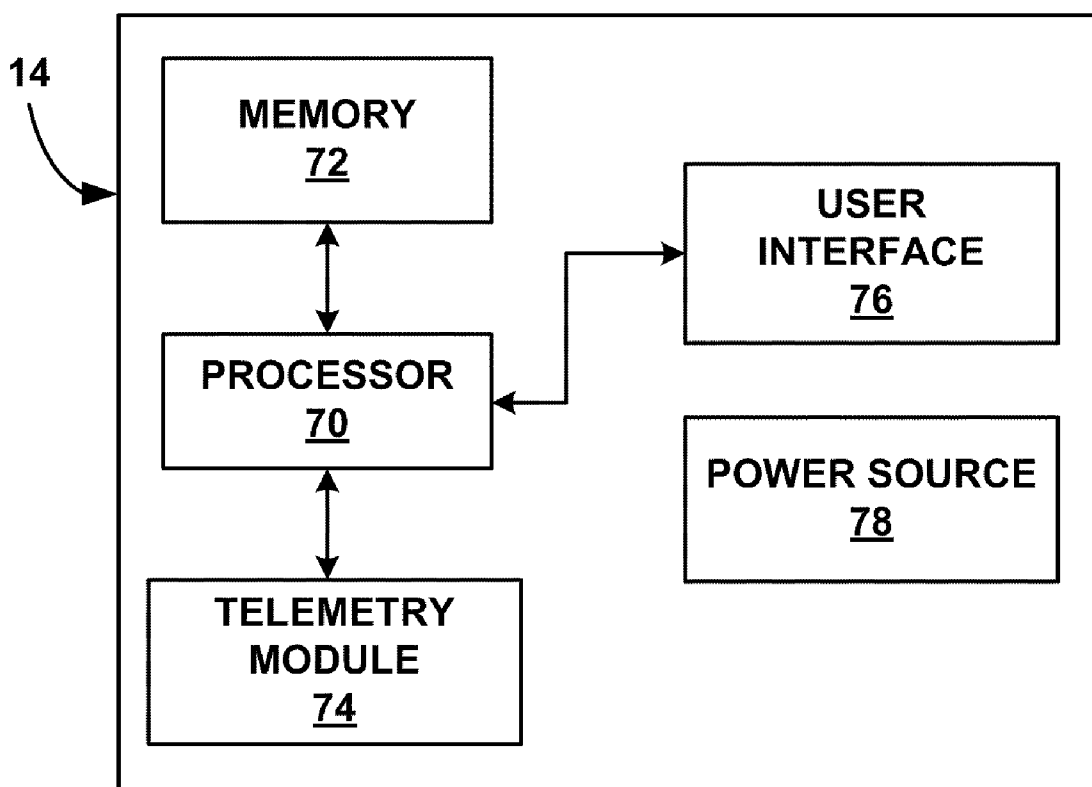 14
MEMORY
72
USER
INTERFACE
76
PROCESSOR
70
POWER SOURCE
78
TELEMETRY
MODULE
74